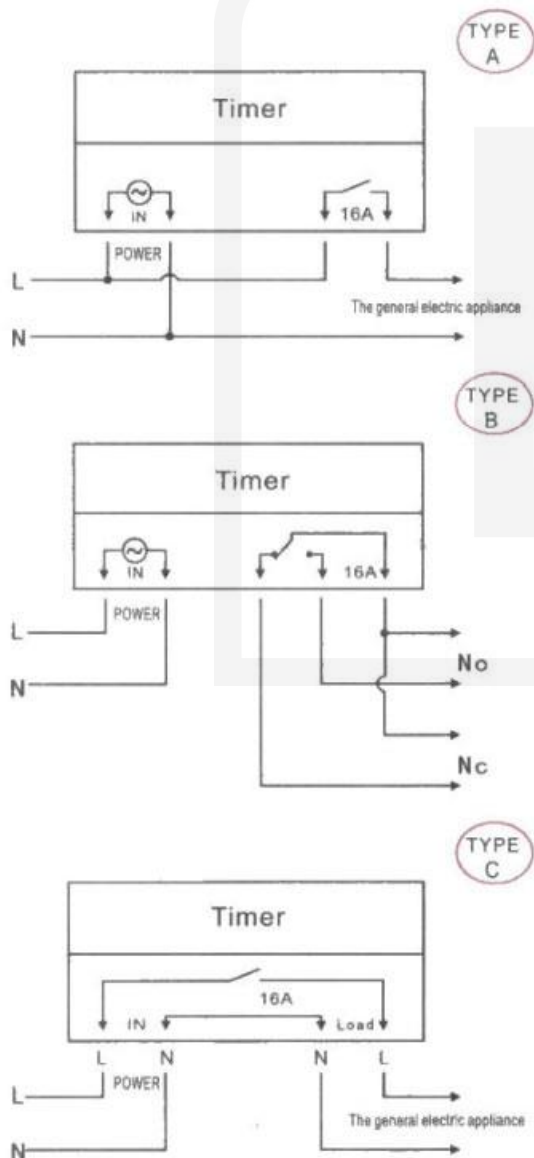 TYPE
A
Timer
IN
16A
POWER
L
The general electric appliance
N
TYPE
B
Timer
IN
16A
POWER
L
No
N
Nc
TYPE
C
Timer
16A
IN
Load
L N N L
POWER
L
The general electric appliance
N